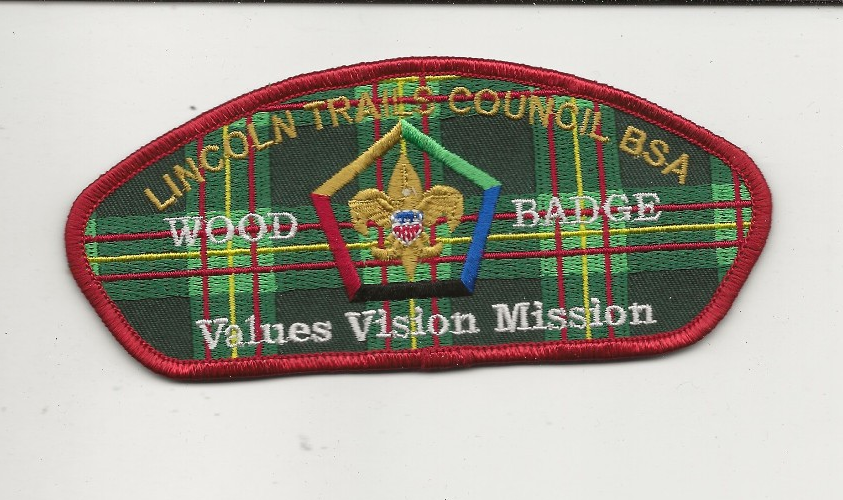 LINCOLN TRAILS COUNCIL BSA
WOOD BADGE
Values Vision Mission